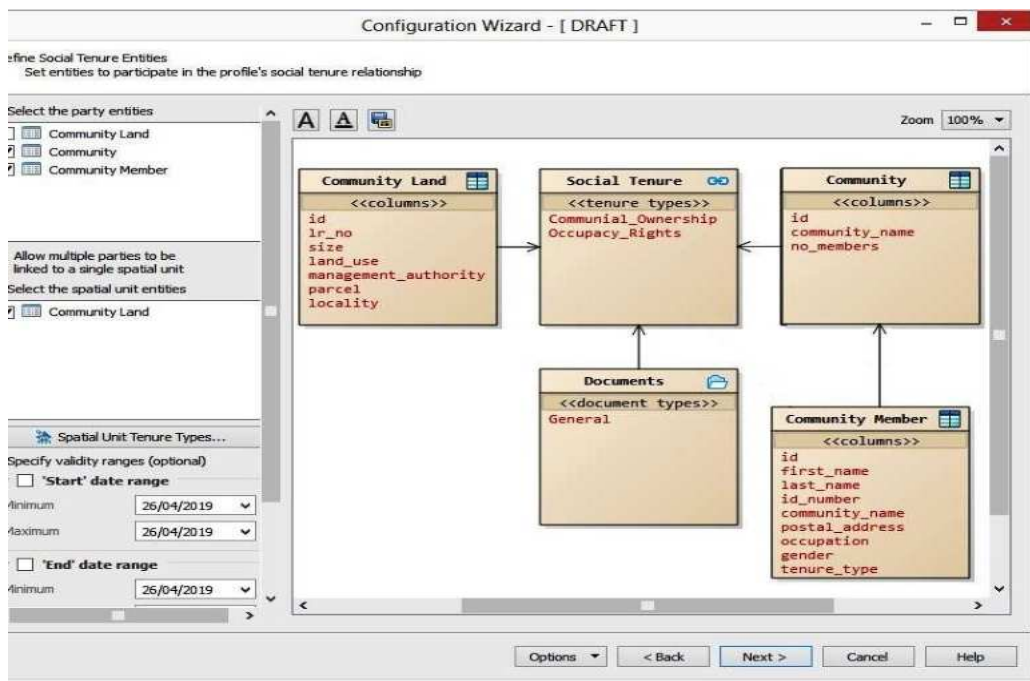 Configuration Wizard - [ DRAFT ]
efine Social Tenure Entities
Set entities to participate in the profile's social tenure relationship
Select the party entities
Community Land
Community
Community Member
Allow multiple parties to be
linked to a single spatial unit
Select the spatial unit entities
Community Land
Spatial Unit Tenure Types...
Specify validity ranges (optional)
'Start' date range
Minimum 26/04/2019
Maximum 26/04/2019
'End' date range
Minimum 26/04/2019
A A
Zoom 100%
Community Land
<<columns>>
id
lr_no
size
land_use
management_authority
parcel
locality
Social Tenure
<<tenure types>>
Communial_Ownership
Occupacy_Rights
Community
<<columns>>
id
community_name
no_members
Documents
<<document types>>
General
Community Member
<<columns>>
id
first_name
last_name
id_number
community_name
postal_address
occupation
gender
tenure_type
Options
< Back
Next >
Cancel
Help